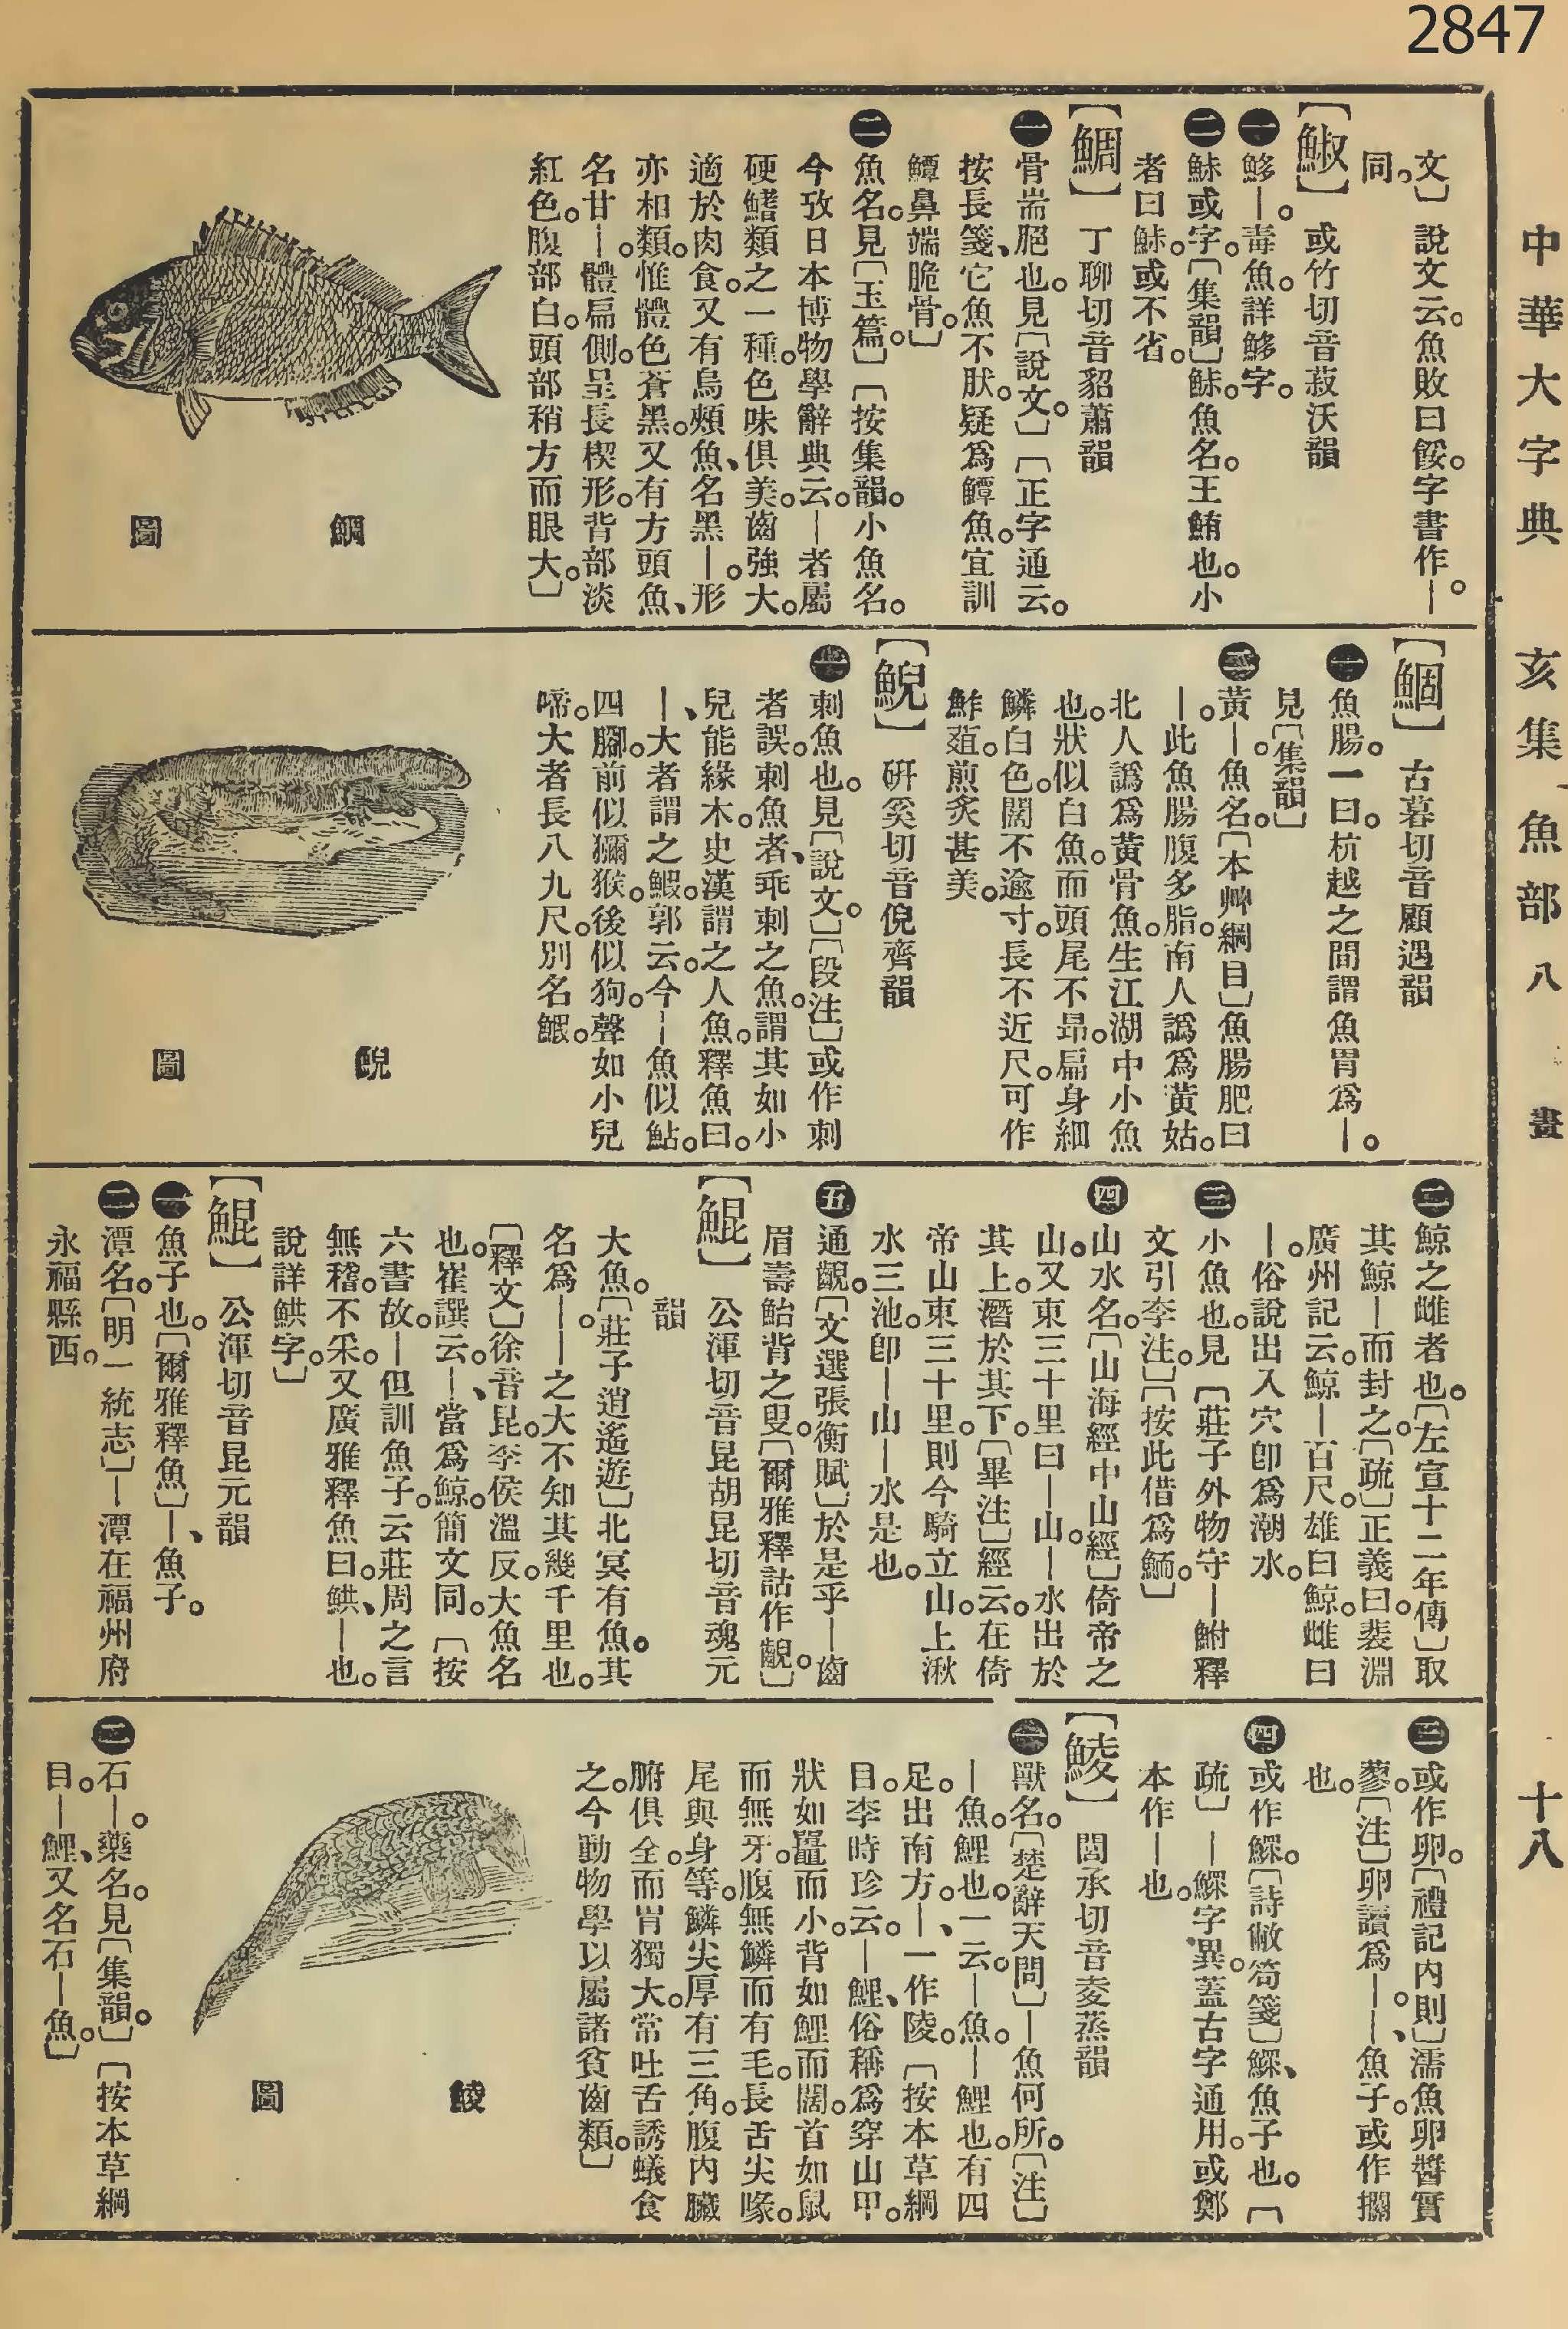 2847
中華大字典 亥集 魚部 八畫 十八
文〕說文云。魚敗曰餒。字書作｜。
同。
〔䱙〕或竹切音菽沃韻
㊀䱋｜。毒魚。詳䱋字。
㊁鮛或字。〔集韻〕鮛。魚名。王鮪也。小
者曰鮛。或不省。
〔鯛〕丁聊切音貂蕭韻
㊀骨耑脃也。見〔說文。〕〔正字通云。
按長箋、它魚不肰。疑爲鱏魚。宜訓
鱏鼻端脆骨。〕
㊁魚名。見〔玉篇。〕〔按集韻。小魚名。
今攷日本博物學辭典云。｜者屬
硬鰭類之一種。色味俱美。齒強大。
適於肉食。又有烏頰魚、名黑｜。形
亦相類。惟體色蒼黑。又有方頭魚、
名甘｜。體扁側。呈長楔形。背部淡
紅色。腹部白。頭部稍方而眼大。〕
鯛圖
〔鯝〕古暮切音顧遇韻
㊀魚腸。一曰。杭越之間謂魚胃爲｜。
見〔集韻〕
㊁黃｜。魚名。〔本艸綱目〕魚腸肥曰
｜。此魚腸腹多脂。南人譌爲黃姑。
北人譌爲黃骨魚。生江湖中小魚
也。狀似白魚。而頭尾不昻。扁身細
鱗白色。闊不逾寸。長不近尺。可作
鮓葅。煎炙甚美。
〔鯢〕研奚切音倪齊韻
㊀刺魚也。見〔說文。〕〔段注〕或作剌
者誤。刺魚者、乖剌之魚。謂其如小
兒能緣木。史漢謂之人魚。釋魚曰。
｜、大者謂之鰕。郭云。今｜魚似鮎。
四腳。前似獼猴。後似狗。聲如小兒
啼。大者長八九尺。別名鰕。
鯢圖
㊁鯨之雌者也。〔左宣十二年傳〕取
其鯨｜而封之。〔疏〕正義曰。裴淵
廣州記云。鯨｜百尺。雄曰鯨。雌曰
｜。俗說出入穴卽爲潮水。
㊂小魚也。見〔莊子外物守｜鮒釋
文引李注。〕〔按此借爲鮞。〕
㊃山水名。〔山海經中山經〕倚帝之
山。又東三十里曰｜山。｜水出於
其上。潛於其下。〔畢注〕經云。在倚
帝山東三十里。則今騎立山。山上湫
水三池。卽｜山｜水是也。
㊄通齯。〔文選張衡賦〕於是乎｜齒
眉壽鮐背之叟。〔爾雅釋詁作齯。〕
〔鯤〕公渾切音昆胡昆切音魂元
韻
大魚。〔莊子逍遙遊〕北冥有魚。其
名爲｜。｜之大不知其幾千里也。
〔釋文〕徐音昆。李侯溫反。大魚名
也。崔譔云。｜、當爲鯨。簡文同。〔按
六書故。｜但訓魚子。云莊周之言
無稽。不采。又廣雅釋魚曰。䱋、｜也。
說詳䱋字。〕
〔鯤〕公渾切音昆元韻
㊀魚子也。〔爾雅釋魚〕｜、魚子。
㊁潭名。〔明一統志〕｜潭在福州府
永福縣西。
㊂或作卵。〔禮記內則〕濡魚卵醬實
蓼。〔注〕卵讀爲｜。｜、魚子。或作攔
也。
㊃或作鰥。〔詩敝笱箋〕鰥、魚子也。〔
疏〕｜鰥字異。蓋古字通用。或鄭
本作｜也。
〔鯪〕閭承切音夌蒸韻
㊀獸名。〔楚辭天問〕｜魚何所。〔注〕
｜魚。鯉也。一云。｜魚。｜鯉也。有四
足。出南方。｜、一作陵。〔按本草綱
目。李時珍云。｜鯉、俗稱爲穿山甲。
狀如鼉而小。背如鯉而闊。首如鼠
而無牙。腹無鱗而有毛。長舌尖喙。
尾與身等。鱗尖厚有三角。腹內臟
腑俱全。而胃獨大。常吐舌誘蟻食
之。今動物學以屬諸貧齒類。〕
鯪圖
㊁石｜。藥名。見〔集韻。〕〔按本草綱
目。｜鯉、又名石｜魚。〕